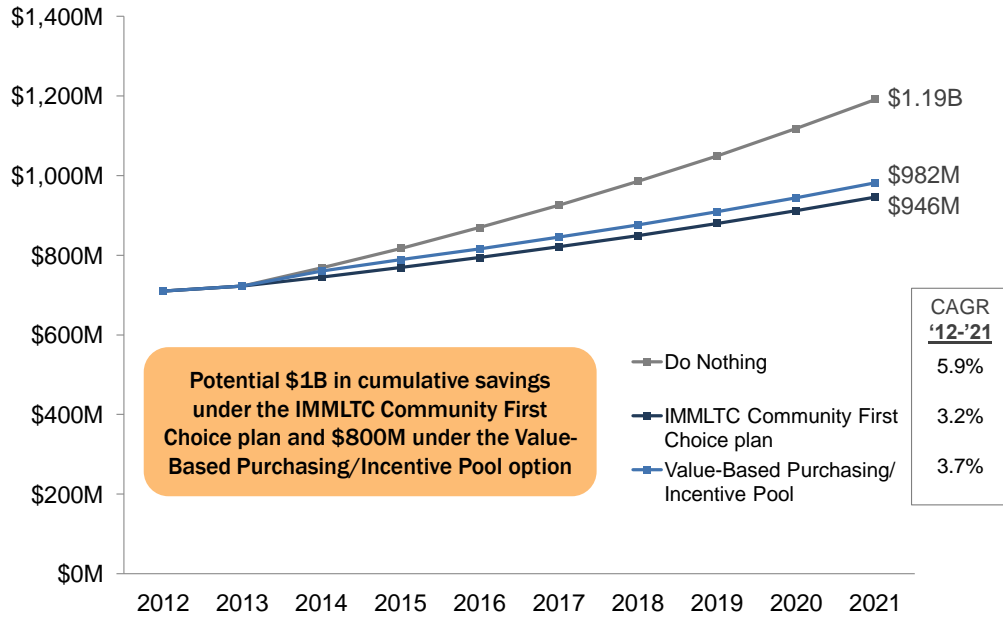 $1,400M
$1,200M
$1,000M
$800M
$600M
$400M
$200M
$0M
2012 2013 2014 2015 2016 2017 2018 2019 2020 2021
$1.19B
$982M
$946M
Potential $1B in cumulative savings
under the IMMLTC Community First
Choice plan and $800M under the Value-
Based Purchasing/Incentive Pool option
Do Nothing
IMMLTC Community First
Choice plan
Value-Based Purchasing/
Incentive Pool
CAGR
‘12-’21
5.9%
3.2%
3.7%